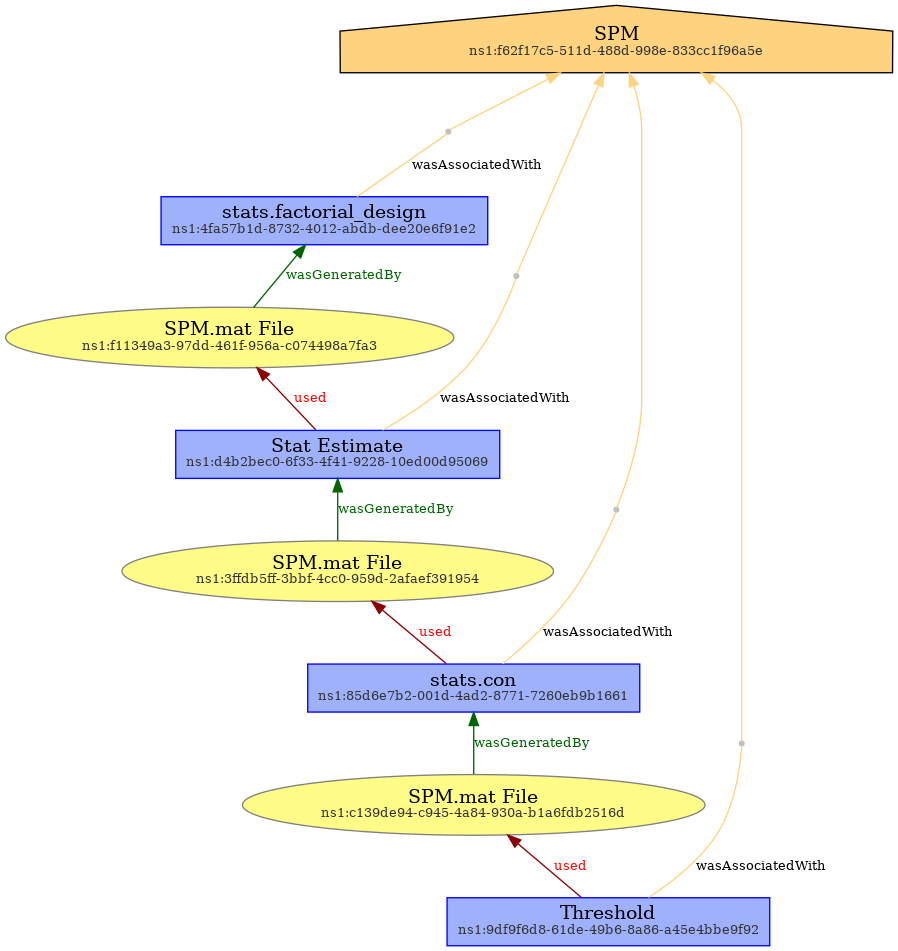 SPM
ns1:f62f17c5-511d-488d-998e-833cc1f96a5e
wasAssociatedWith
stats.factorial_design
ns1:4fa57b1d-8732-4012-abdb-dee20e6f91e2
wasGeneratedBy
SPM.mat File
ns1:f11349a3-97dd-461f-956a-c074498a7fa3
used
wasAssociatedWith
Stat Estimate
ns1:d4b2bec0-6f33-4f41-9228-10ed00d95069
wasGeneratedBy
SPM.mat File
ns1:3ffdb5ff-3bbf-4cc0-959d-2afaef391954
used
wasAssociatedWith
stats.con
ns1:85d6e7b2-001d-4ad2-8771-7260eb9b1661
wasGeneratedBy
SPM.mat File
ns1:c139de94-c945-4a84-930a-b1a6fdb2516d
used
wasAssociatedWith
Threshold
ns1:9df9f6d8-61de-49b6-8a86-a45e4bbe9f92